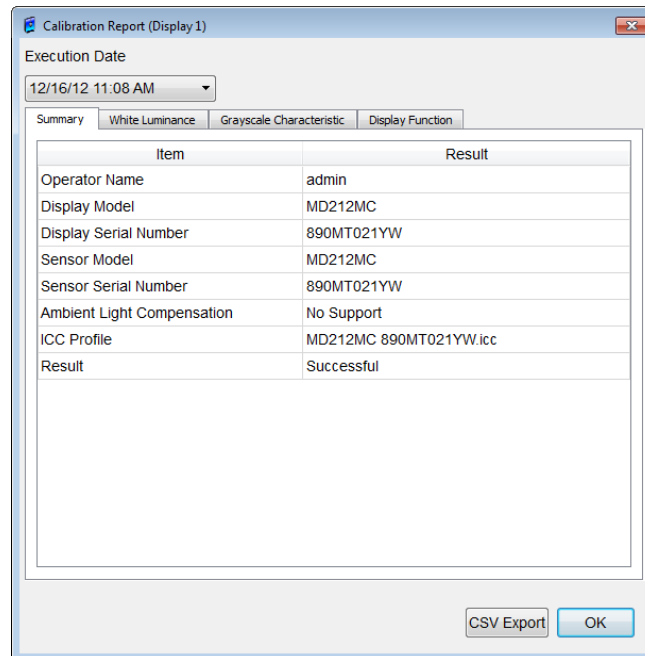 Calibration Report (Display 1)
Execution Date
12/16/12 11:08 AM
Summary White Luminance Grayscale Characteristic Display Function
Item Result
Operator Name admin
Display Model MD212MC
Display Serial Number 890MT021YW
Sensor Model MD212MC
Sensor Serial Number 890MT021YW
Ambient Light Compensation No Support
ICC Profile MD212MC 890MT021YW.icc
Result Successful
CSV Export OK